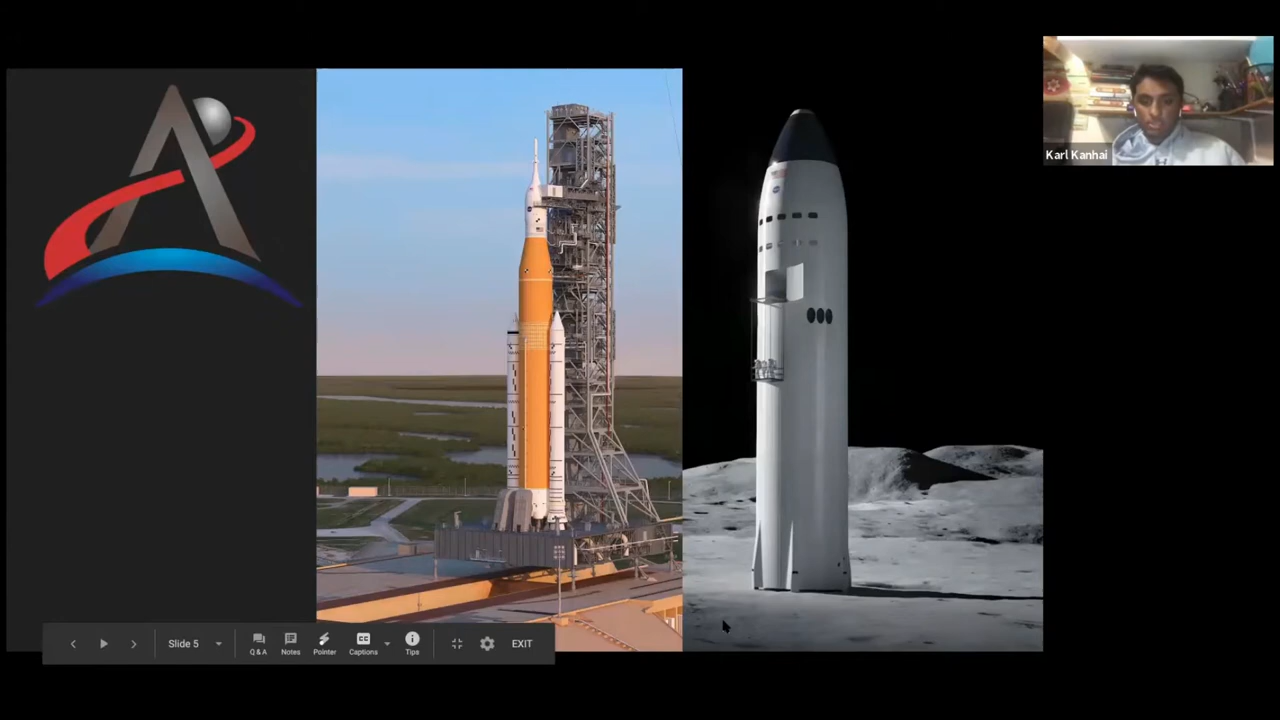 Karl Kanhai
Slide 5
Q & A
Notes
Pointer
Captions
Tips
EXIT